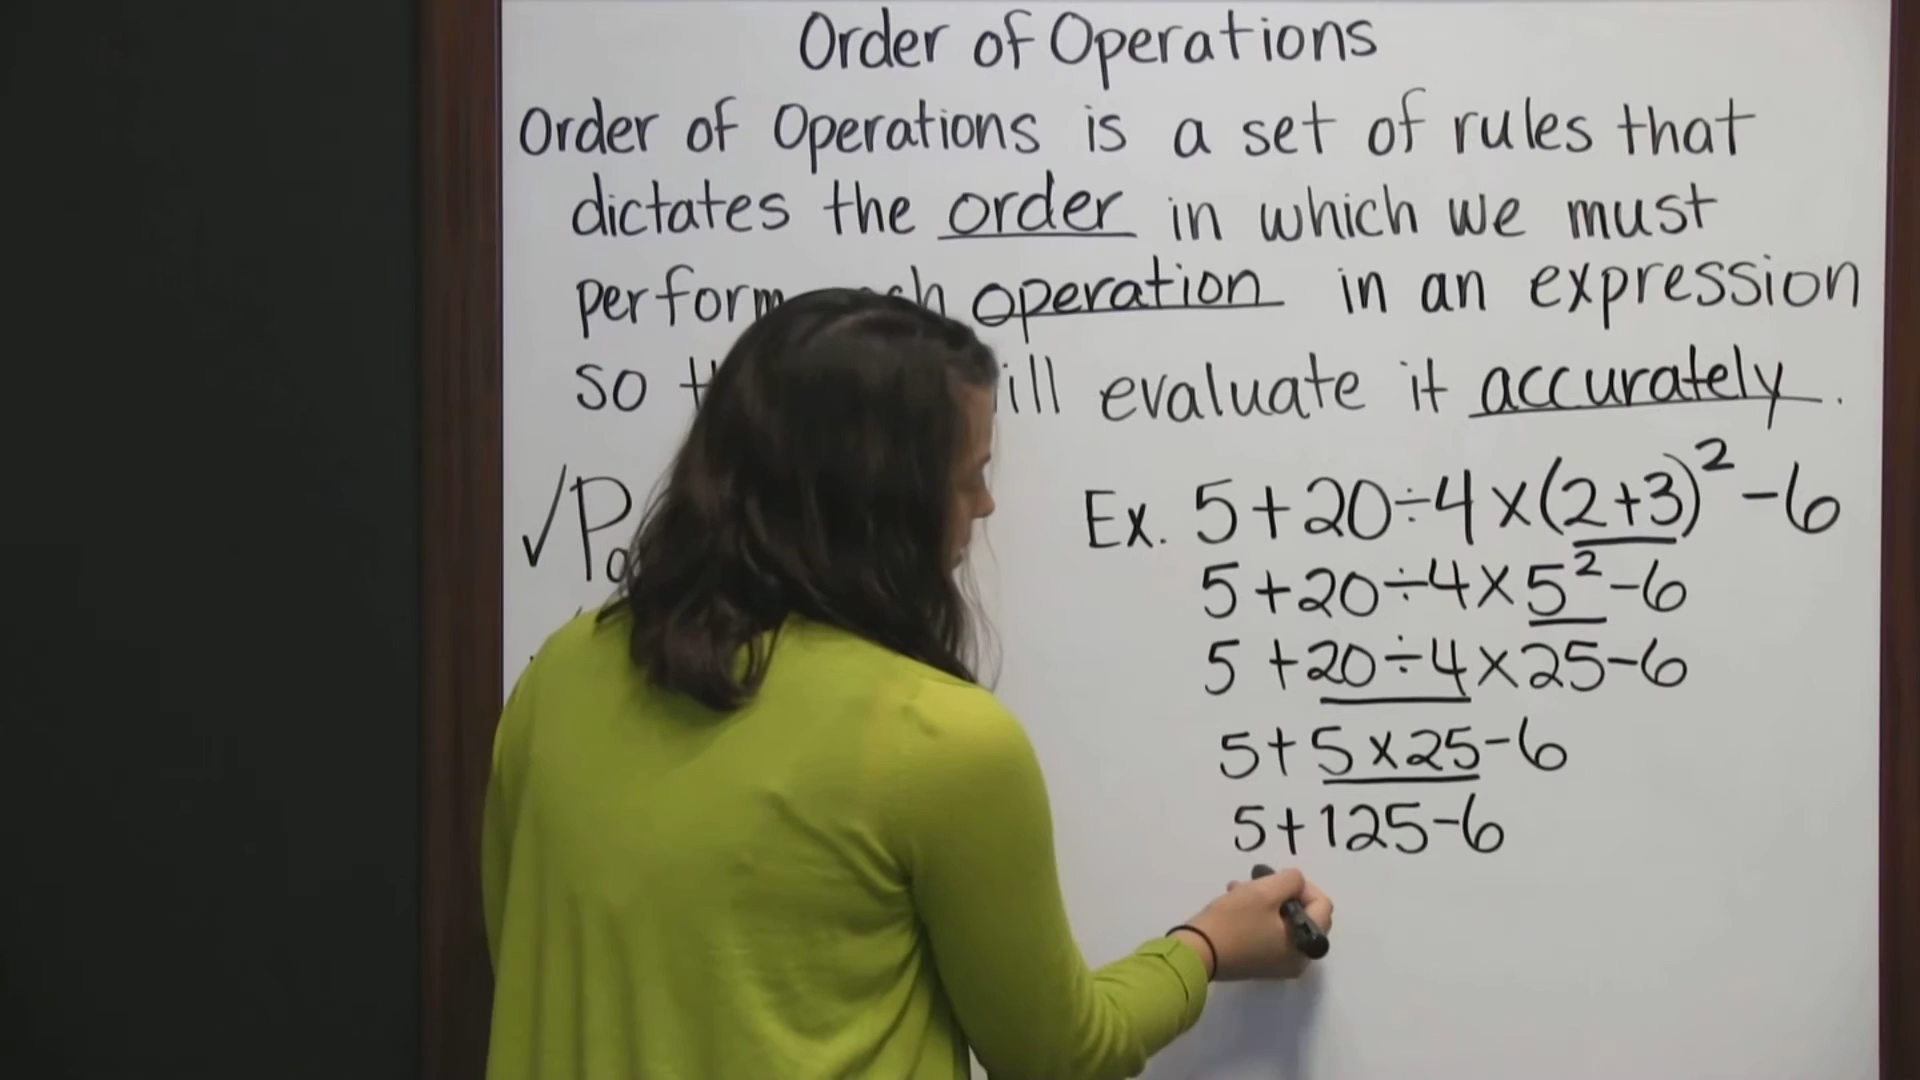 Order of Operations
Order of Operations is a set of rules that
dictates the order in which we must
perform operation in an expression
so evaluate it accurately.
Ex. 5+20÷4×(2+3)²-6
5+20÷4×5²-6
5+20÷4×25-6
5+5×25-6
5+125-6